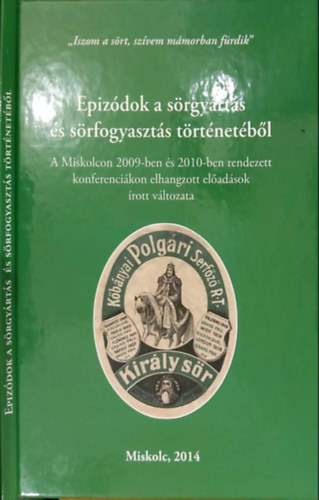 „Iszom a sört, szívem mámorban fürdik”
Epizódok a sörgyártás
és sörfogyasztás történetéből
A Miskolcon 2009-ben és 2010-ben rendezett
konferenciákon elhangzott előadások
írott változata
Kőbányai Polgári Serfőző R.T.
Király sör
Miskolc, 2014
Epizódok a sörgyártás és sörfogyasztás történetéből